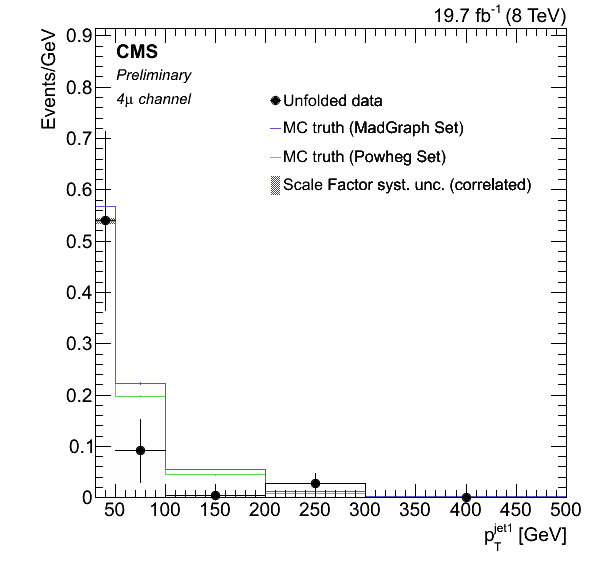 19.7 fb⁻¹ (8 TeV)
Events/GeV
CMS
Preliminary
4μ channel
Unfolded data
MC truth (MadGraph Set)
MC truth (Powheg Set)
Scale Factor syst. unc. (correlated)
0.9
0.8
0.7
0.6
0.5
0.4
0.3
0.2
0.1
0
50 100 150 200 250 300 350 400 450 500
p_T^jet1 [GeV]